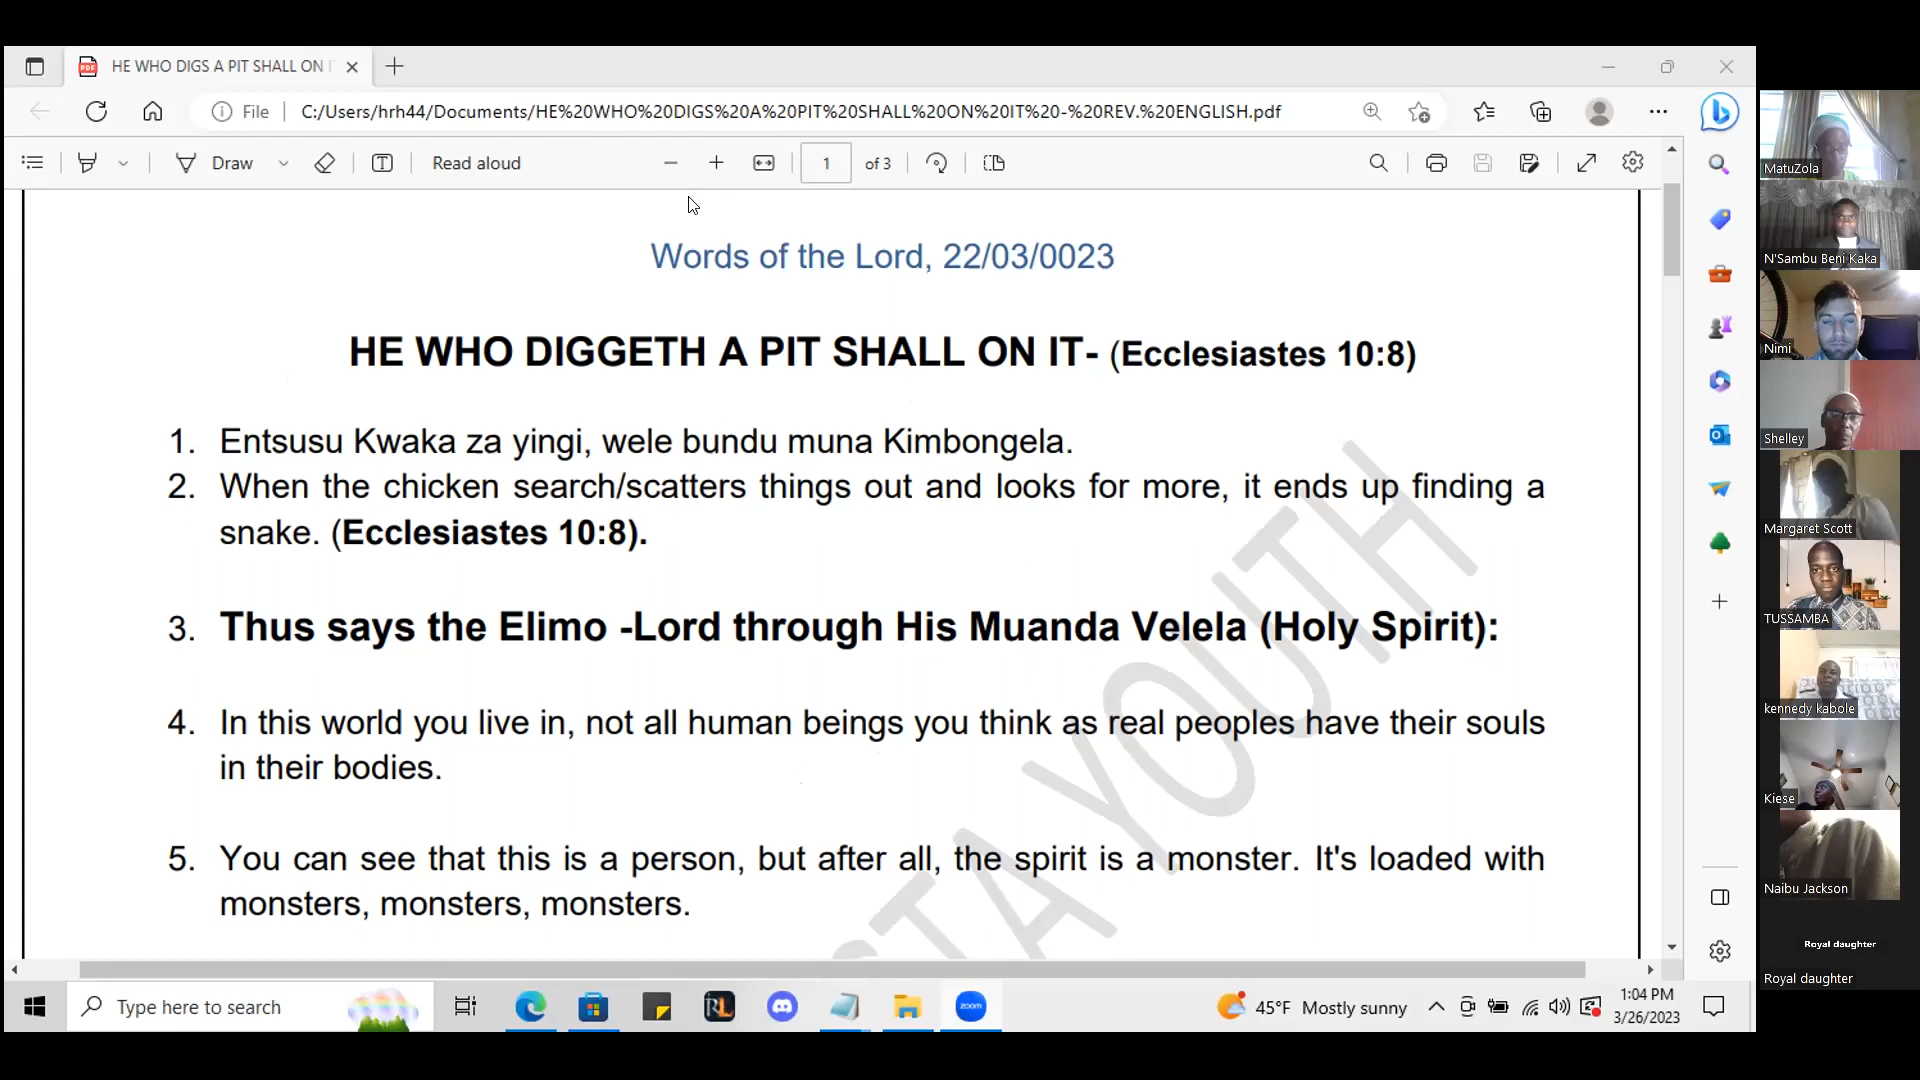 HE WHO DIGS A PIT SHALL ON I
File
C:/Users/hrh44/Documents/HE%20WHO%20DIGS%20A%20PIT%20SHALL%20ON%20IT%20-%20REV.%20ENGLISH.pdf
Draw
Read aloud
1 of 3
Words of the Lord, 22/03/0023
HE WHO DIGGETH A PIT SHALL ON IT- (Ecclesiastes 10:8)
1. Entsusu Kwaka za yingi, wele bundu muna Kimbongela.
2. When the chicken search/scatters things out and looks for more, it ends up finding a
snake. (Ecclesiastes 10:8).
3. Thus says the Elimo -Lord through His Muanda Velela (Holy Spirit):
4. In this world you live in, not all human beings you think as real peoples have their souls
in their bodies.
5. You can see that this is a person, but after all, the spirit is a monster. It's loaded with
monsters, monsters, monsters.
STA YOUTH
Type here to search
RL
zoom
45°F Mostly sunny
1:04 PM
3/26/2023
MatuZola
N'Sambu Beni Kaka
Nimi
Shelley
Margaret Scott
TUSSAMBA
kennedy kabole
Kiese
Naibu Jackson
Royal daughter
Royal daughter